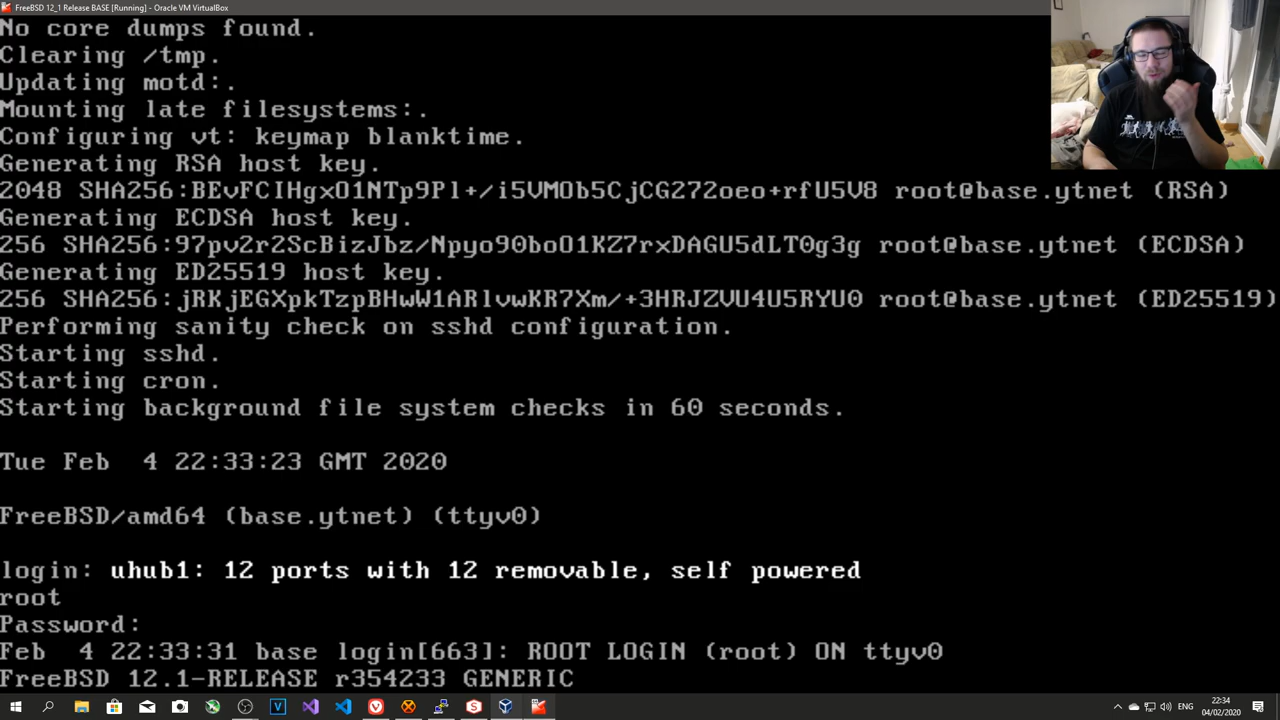 FreeBSD 12_1 Release BASE [Running] - Oracle VM VirtualBox
No core dumps found.
Clearing /tmp.
Updating motd:.
Mounting late filesystems:.
Configuring vt: keymap blanktime.
Generating RSA host key.
2048 SHA256:BEvFCIHgxO1NTp9Pl+/i5VMOb5CjCG272oeo+rfU5V8 root@base.ytnet (RSA)
Generating ECDSA host key.
256 SHA256:97pv2r2ScBizJbz/Npyo90boO1KZ7rxDAGU5dLT0g3g root@base.ytnet (ECDSA)
Generating ED25519 host key.
256 SHA256:jRKjEGXpkTzpBHwW1ARlvwKR7Xm/+3HRJZVU4U5RYU0 root@base.ytnet (ED25519)
Performing sanity check on sshd configuration.
Starting sshd.
Starting cron.
Starting background file system checks in 60 seconds.
Tue Feb  4 22:33:23 GMT 2020
FreeBSD/amd64 (base.ytnet) (ttyv0)
login: uhub1: 12 ports with 12 removable, self powered
root
Password:
Feb  4 22:33:31 base login[663]: ROOT LOGIN (root) ON ttyv0
FreeBSD 12.1-RELEASE r354233 GENERIC
ENG
22:34
04/02/2020